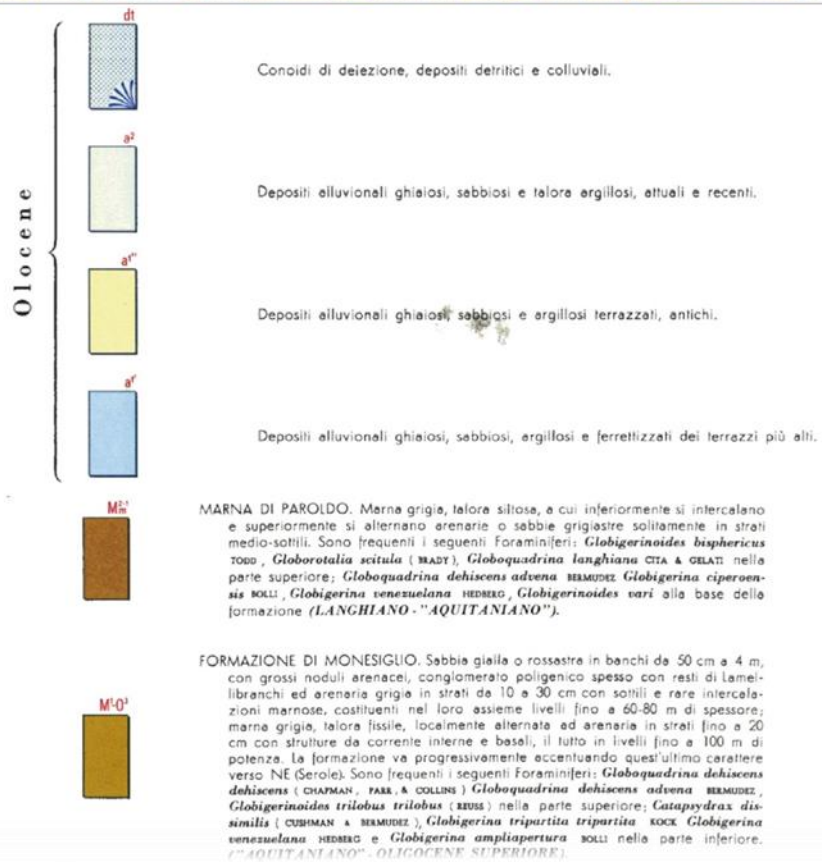 dt
Conoidi di deiezione, depositi detritici e colluviali.
a²
Depositi alluvionali ghiaiosi, sabbiosi e talora argillosi, attuali e recenti.
Olocene
a¹"
Depositi alluvionali ghiaiosi, sabbiosi e argillosi terrazzati, antichi.
a¹'
Depositi alluvionali ghiaiosi, sabbiosi, argillosi e ferrettizzati dei terrazzi più alti.
M²⁻¹m
MARNA DI PAROLDO. Marna grigia, talora siltosa, a cui inferiormente si intercalano
e superiormente si alternano arenarie o sabbie grigiastre solitamente in strati
medio-sottili. Sono frequenti i seguenti Foraminiferi: Globigerinoides bisphericus
TODD, Globorotalia scitula (BRADY), Globoquadrina langhiana CITA & GELATI nella
parte superiore; Globoquadrina dehiscens advena BERMUDEZ Globigerina ciperoen-
sis BOLLI, Globigerina venezuelana HEDBERG, Globigerinoides vari alla base della
formazione (LANGHIANO - "AQUITANIANO").
M¹-O³
FORMAZIONE DI MONESIGLIO. Sabbia gialla o rossastra in banchi da 50 cm a 4 m,
con grossi noduli arenacei, conglomerato poligenico spesso con resti di Lamel-
libranchi ed arenaria grigia in strati da 10 a 30 cm con sottili e rare intercala-
zioni marnose, costituenti nel loro assieme livelli fino a 60-80 m di spessore;
marna grigia, talora fissile, localmente alternata ad arenaria in strati fino a 20
cm con strutture da corrente interne e basali, il tutto in livelli fino a 100 m di
potenza. La formazione va progressivamente accentuando quest'ultimo carattere
verso NE (Serole). Sono frequenti i seguenti Foraminiferi: Globoquadrina dehiscens
dehiscens (CHAPMAN, PARR, & COLLINS) Globoquadrina dehiscens advena BERMUDEZ,
Globigerinoides trilobus trilobus (REUSS) nella parte superiore; Catapsydrax dis-
similis (CUSHMAN & BERMUDEZ), Globigerina tripartita tripartita KOCK Globigerina
venezuelana HEDBERG e Globigerina ampliapertura BOLLI nella parte inferiore.
("AQUITANIANO" - OLIGOCENE SUPERIORE).